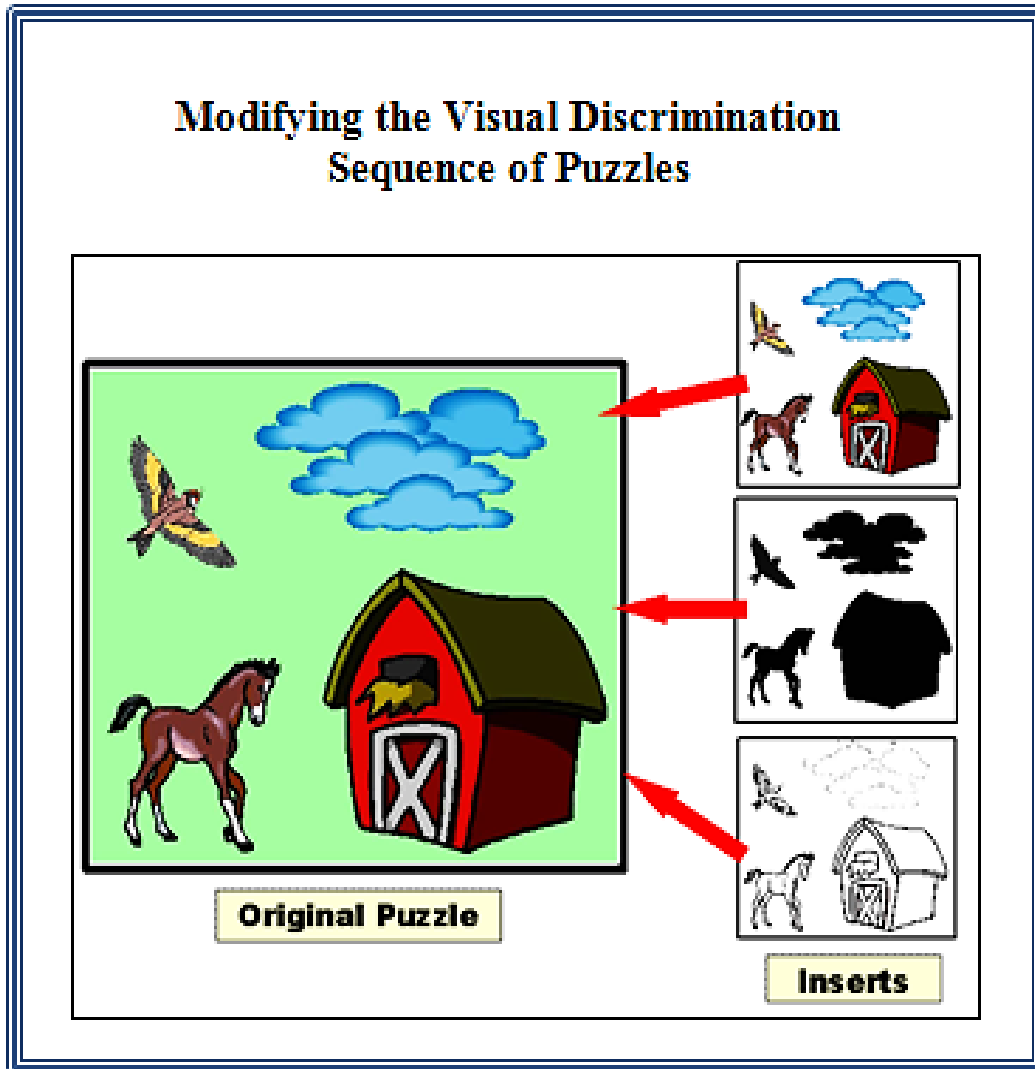 Modifying the Visual Discrimination
Sequence of Puzzles
Original Puzzle
Inserts